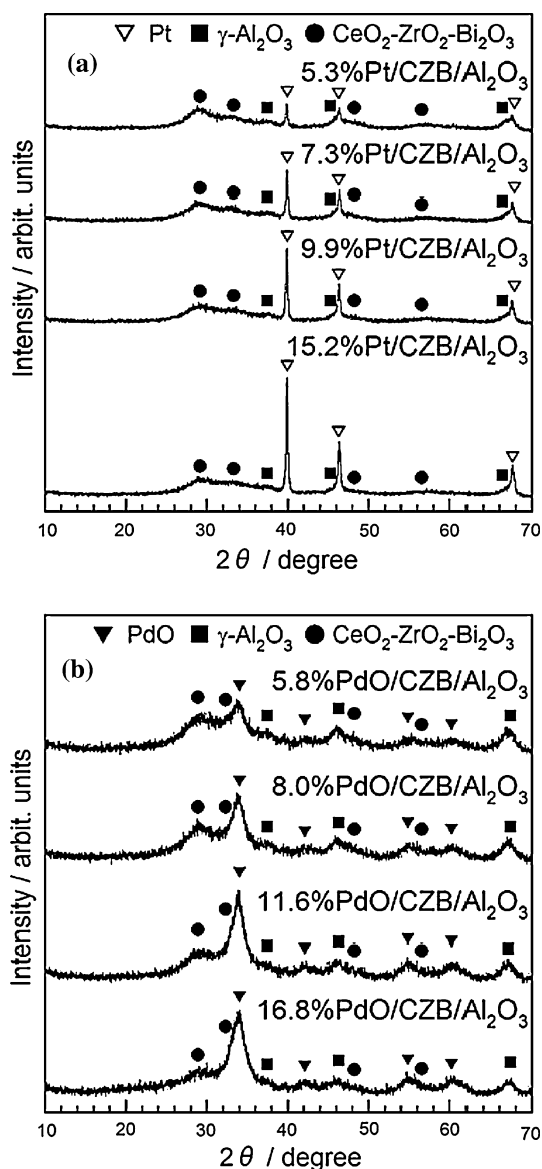 (a)
▽ Pt ■ γ-Al₂O₃ ● CeO₂-ZrO₂-Bi₂O₃
5.3%Pt/CZB/Al₂O₃
7.3%Pt/CZB/Al₂O₃
9.9%Pt/CZB/Al₂O₃
15.2%Pt/CZB/Al₂O₃
Intensity / arbit. units
10 20 30 40 50 60 70
2θ / degree
(b)
▼ PdO ■ γ-Al₂O₃ ● CeO₂-ZrO₂-Bi₂O₃
5.8%PdO/CZB/Al₂O₃
8.0%PdO/CZB/Al₂O₃
11.6%PdO/CZB/Al₂O₃
16.8%PdO/CZB/Al₂O₃
Intensity / arbit. units
10 20 30 40 50 60 70
2θ / degree